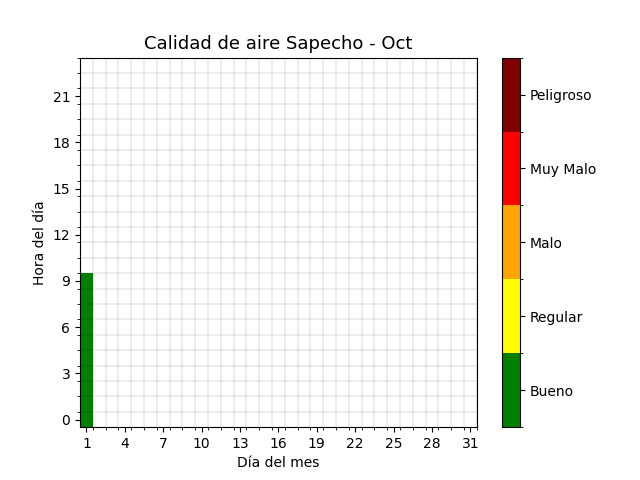 Calidad de aire Sapecho - Oct
Hora del día
21
18
15
12
9
6
3
0
1 4 7 10 13 16 19 22 25 28 31
Día del mes
Peligroso
Muy Malo
Malo
Regular
Bueno